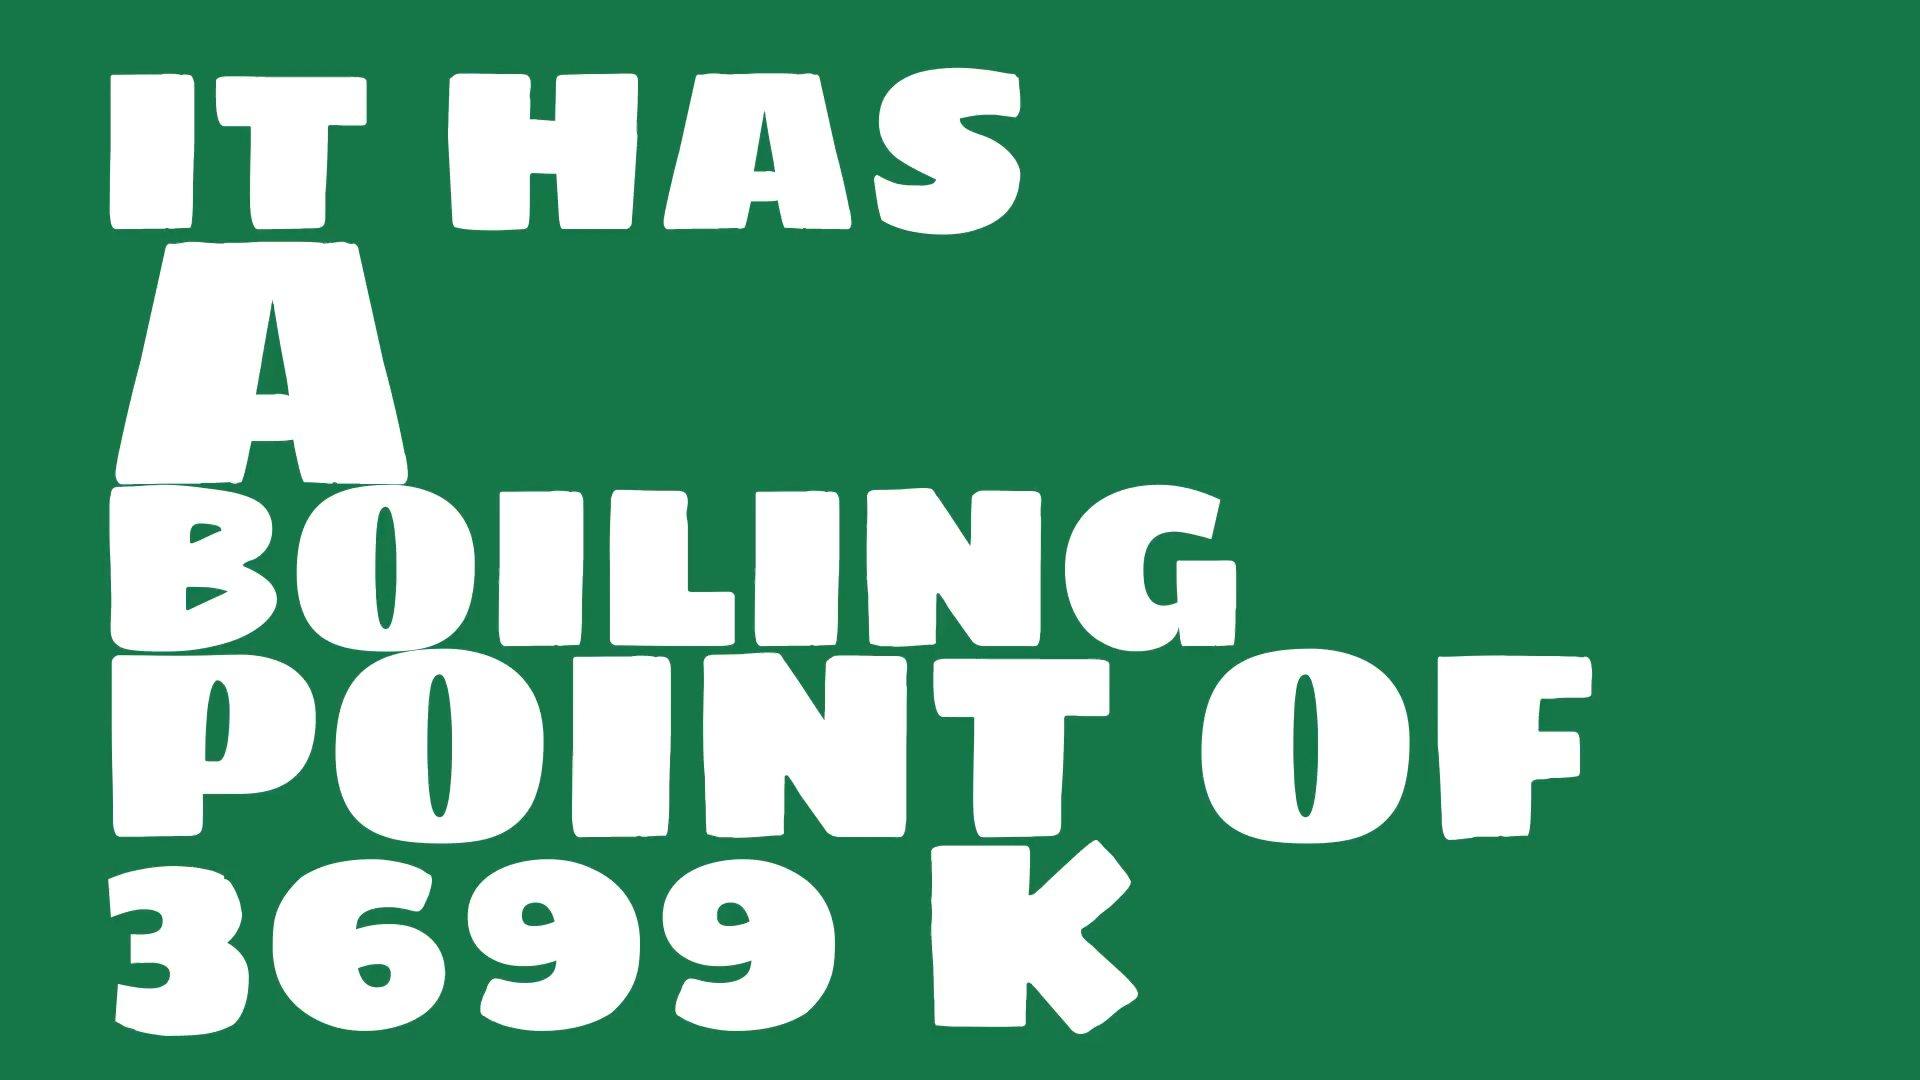 IT HAS
A
BOILING
POINT OF
3699 K